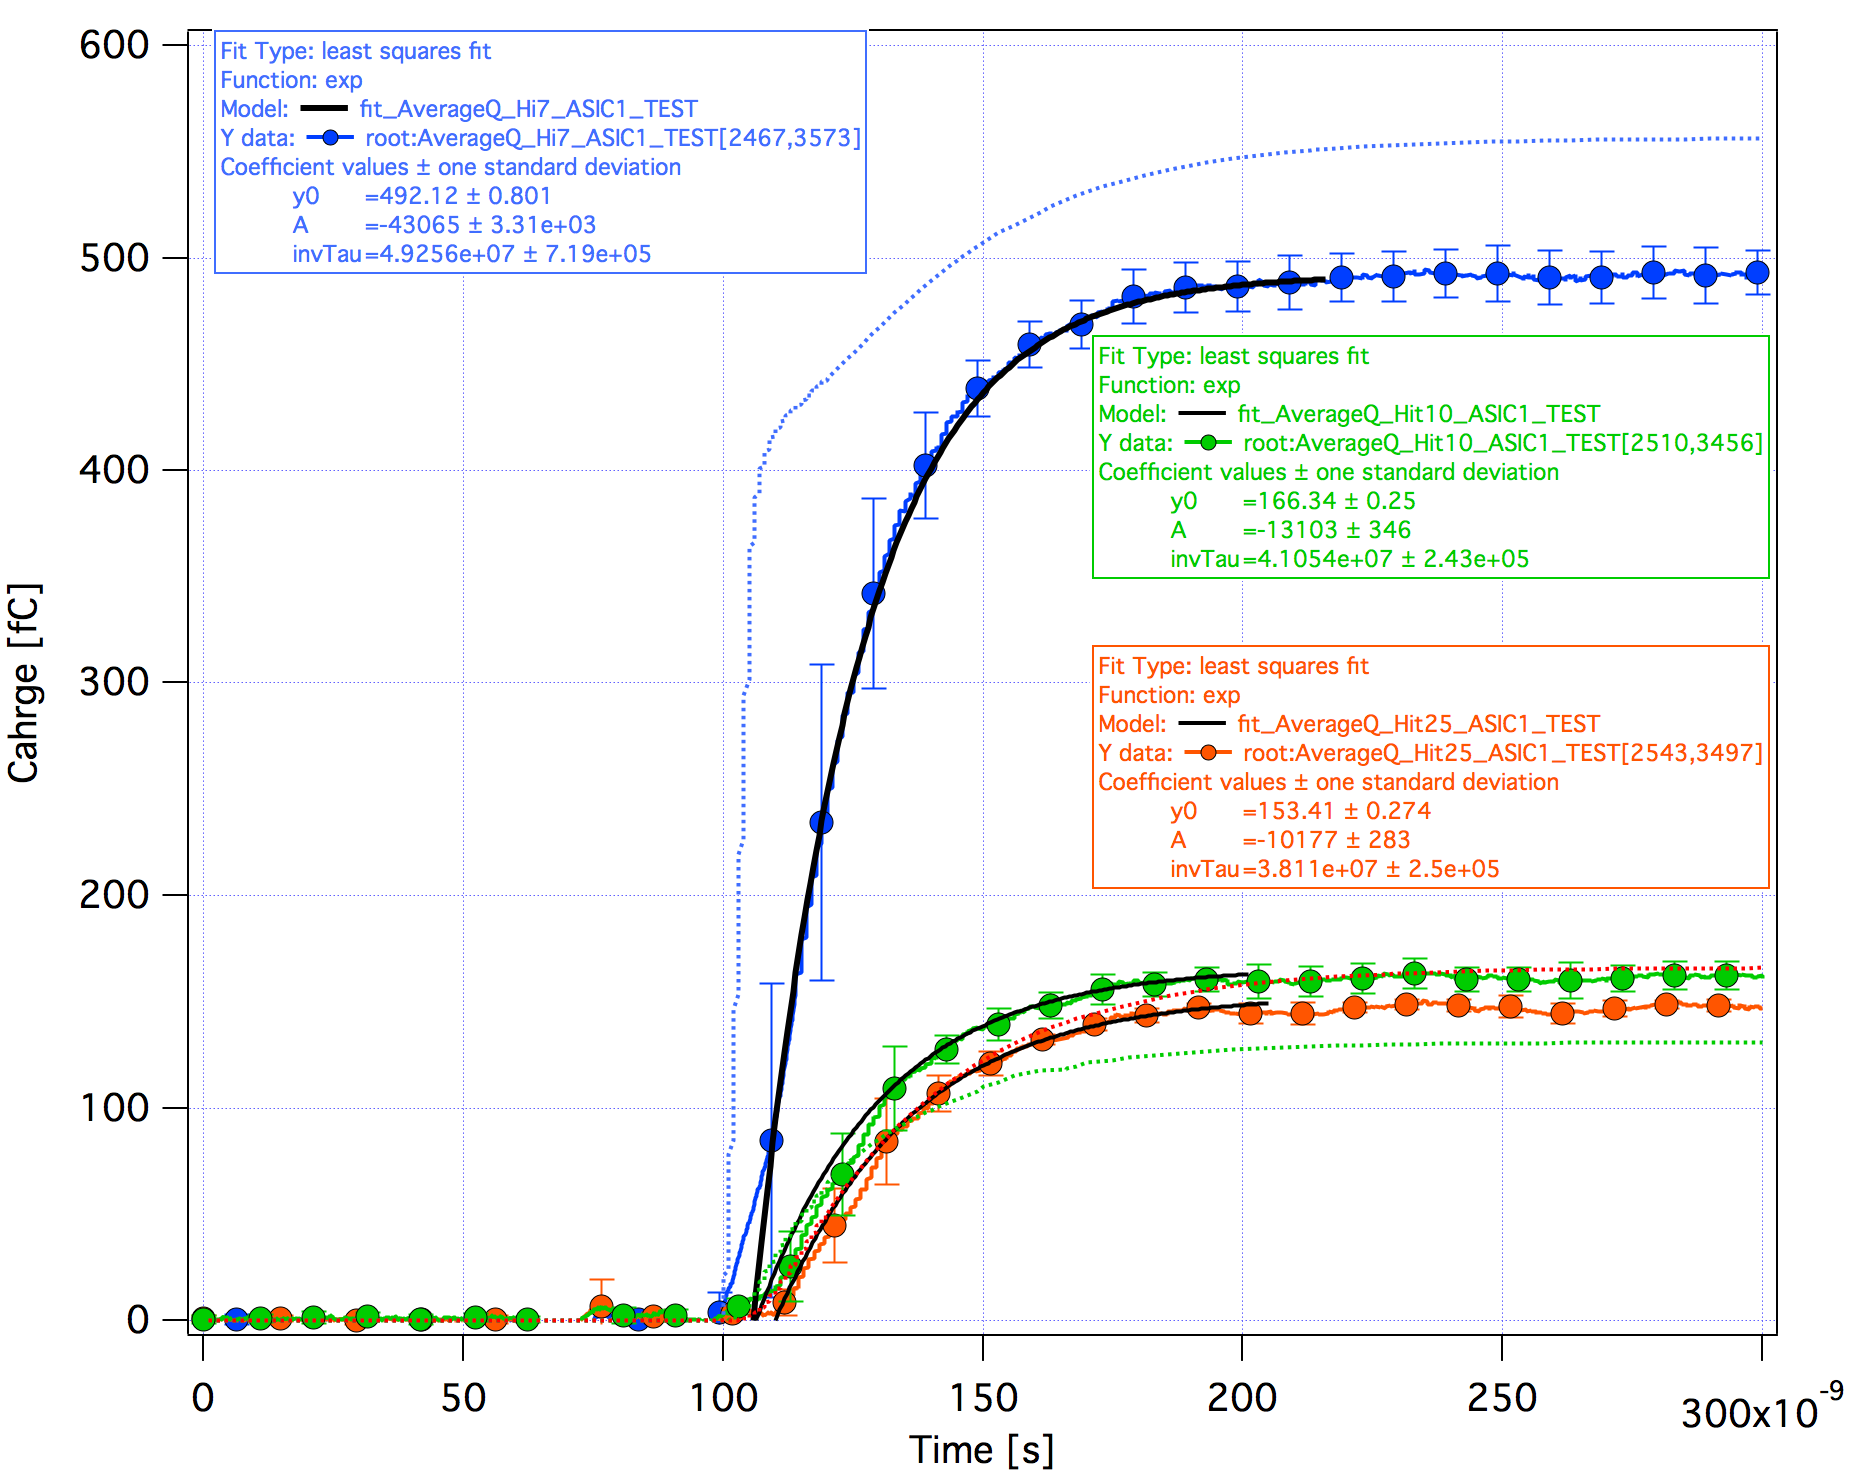 600
500
400
300
200
100
0
Cahrge [fC]
Fit Type: least squares fit
Function: exp
Model: fit_AverageQ_Hi7_ASIC1_TEST
Y data: root:AverageQ_Hi7_ASIC1_TEST[2467,3573]
Coefficient values ± one standard deviation
y0 =492.12 ± 0.801
A =-43065 ± 3.31e+03
invTau=4.9256e+07 ± 7.19e+05
Fit Type: least squares fit
Function: exp
Model: fit_AverageQ_Hit10_ASIC1_TEST
Y data: root:AverageQ_Hit10_ASIC1_TEST[2510,3456]
Coefficient values ± one standard deviation
y0 =166.34 ± 0.25
A =-13103 ± 346
invTau=4.1054e+07 ± 2.43e+05
Fit Type: least squares fit
Function: exp
Model: fit_AverageQ_Hit25_ASIC1_TEST
Y data: root:AverageQ_Hit25_ASIC1_TEST[2543,3497]
Coefficient values ± one standard deviation
y0 =153.41 ± 0.274
A =-10177 ± 283
invTau=3.811e+07 ± 2.5e+05
0 50 100 150 200 250 300x10⁻⁹
Time [s]